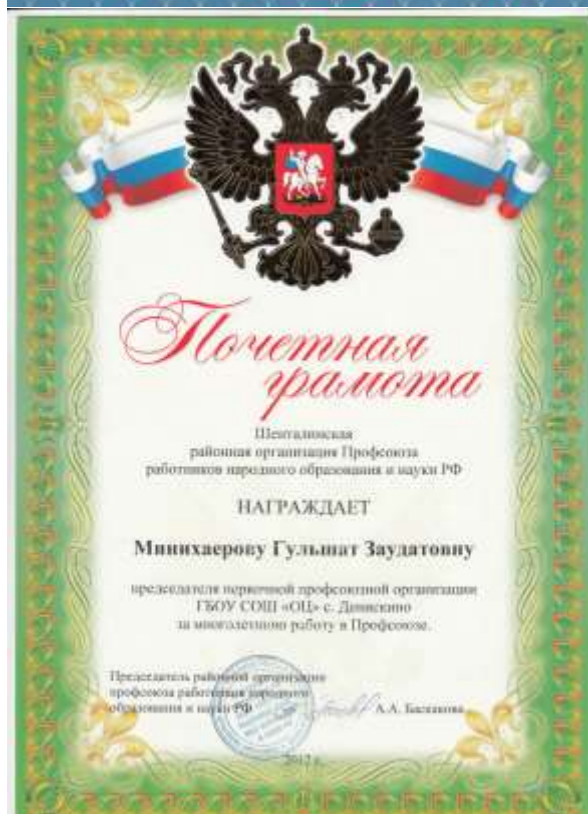 Почетная
грамота
Шенталинская
районная организация Профсоюза
работников народного образования и науки РФ
НАГРАЖДАЕТ
Минихаерову Гульшат Заудатовну
председателя первичной профсоюзной организации
ГБОУ СОШ «ОЦ» с. Денискино
за многолетнюю работу в Профсоюзе.
Председатель районной организации
профсоюза работников народного
образования и науки РФ А.А. Баскакова